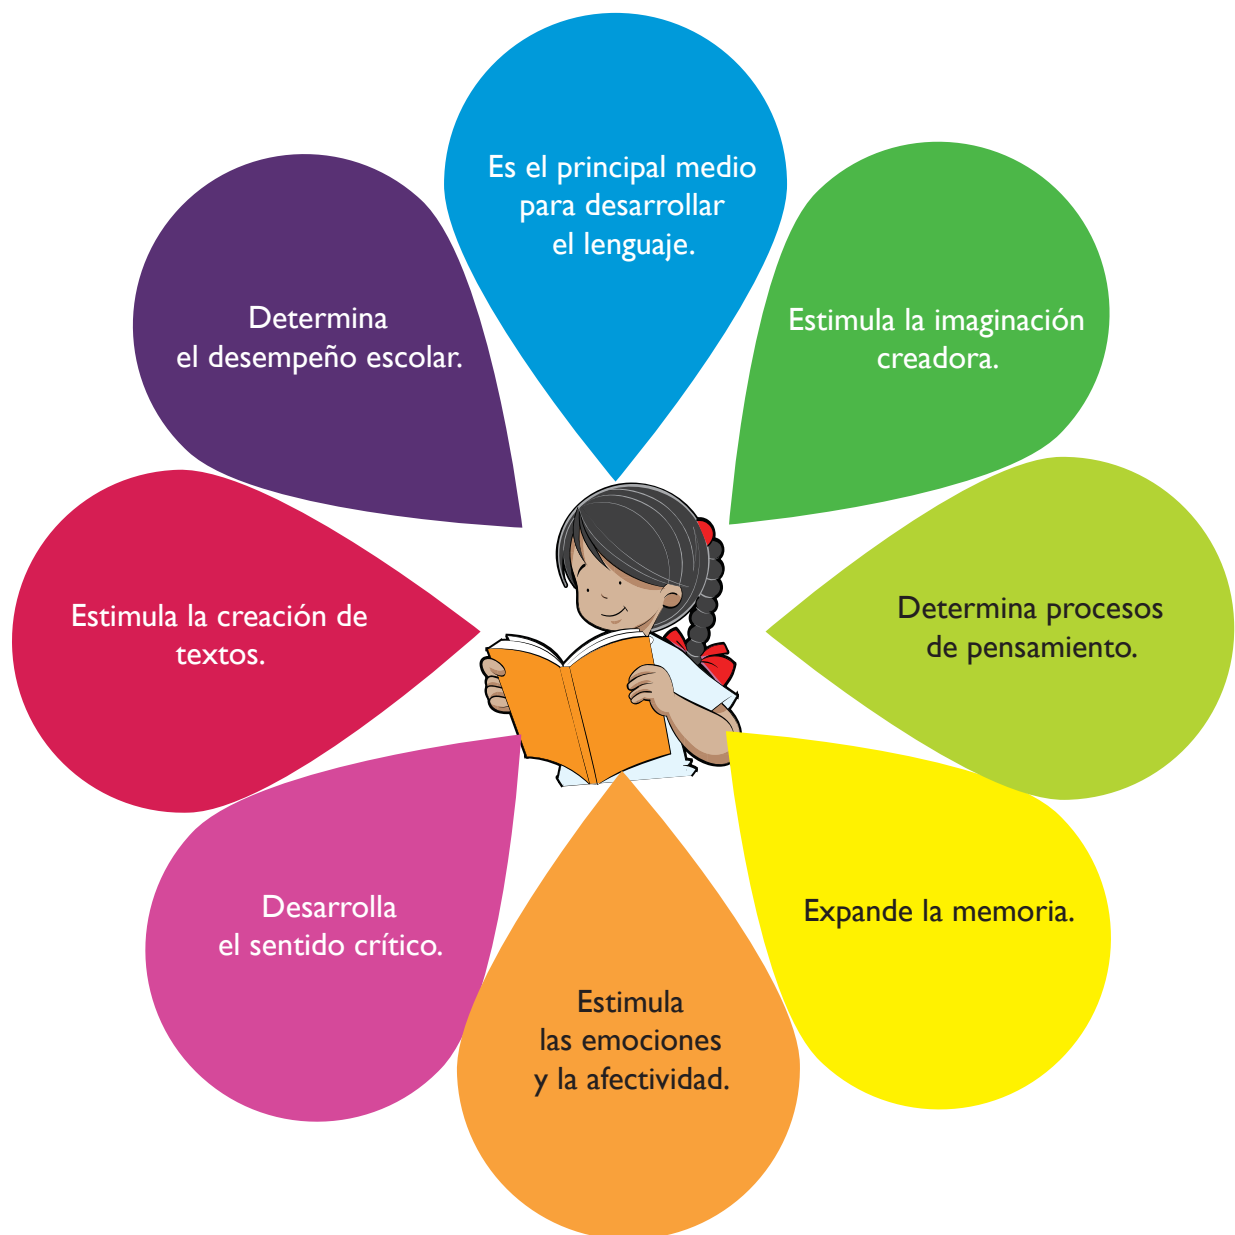 Es el principal medio
para desarrollar
el lenguaje.
Estimula la imaginación
creadora.
Determina procesos
de pensamiento.
Expande la memoria.
Estimula
las emociones
y la afectividad.
Desarrolla
el sentido crítico.
Estimula la creación de
textos.
Determina
el desempeño escolar.